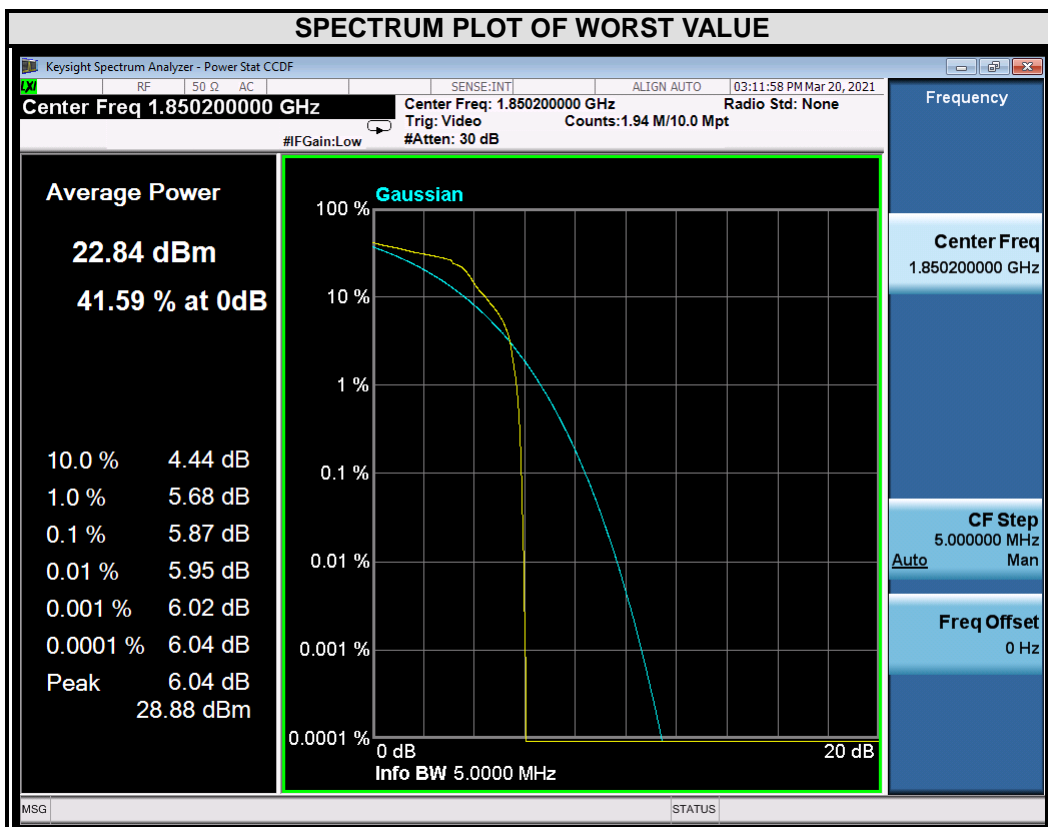 SPECTRUM PLOT OF WORST VALUE
Keysight Spectrum Analyzer - Power Stat CCDF
LXI RF 50 Ω AC SENSE:INT ALIGN AUTO 03:11:58 PM Mar 20, 2021
Center Freq 1.850200000 GHz
Center Freq: 1.850200000 GHz Radio Std: None
Trig: Video Counts:1.94 M/10.0 Mpt
#IFGain:Low #Atten: 30 dB
Average Power
22.84 dBm
41.59 % at 0dB
10.0 % 4.44 dB
1.0 % 5.68 dB
0.1 % 5.87 dB
0.01 % 5.95 dB
0.001 % 6.02 dB
0.0001 % 6.04 dB
Peak 6.04 dB
28.88 dBm
Gaussian
100 %
10 %
1 %
0.1 %
0.01 %
0.001 %
0.0001 %
0 dB 20 dB
Info BW 5.0000 MHz
Frequency
Center Freq
1.850200000 GHz
CF Step
5.000000 MHz
Auto Man
Freq Offset
0 Hz
MSG STATUS